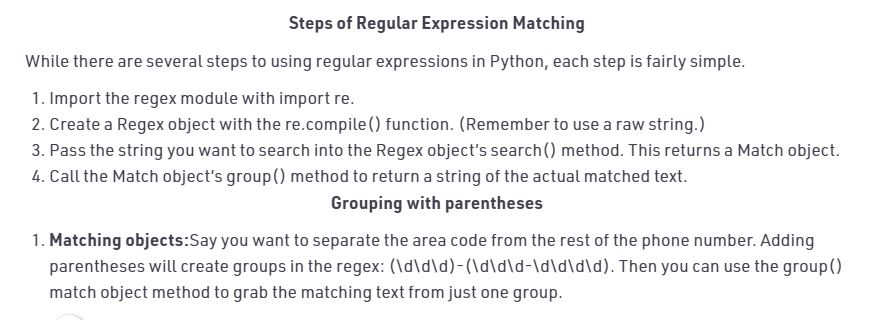 Steps of Regular Expression Matching
While there are several steps to using regular expressions in Python, each step is fairly simple.
1. Import the regex module with import re.
2. Create a Regex object with the re.compile() function. (Remember to use a raw string.)
3. Pass the string you want to search into the Regex object's search() method. This returns a Match object.
4. Call the Match object's group() method to return a string of the actual matched text.
Grouping with parentheses
1. Matching objects:Say you want to separate the area code from the rest of the phone number. Adding
parentheses will create groups in the regex: (\d\d\d)-(\d\d\d-\d\d\d\d). Then you can use the group()
match object method to grab the matching text from just one group.